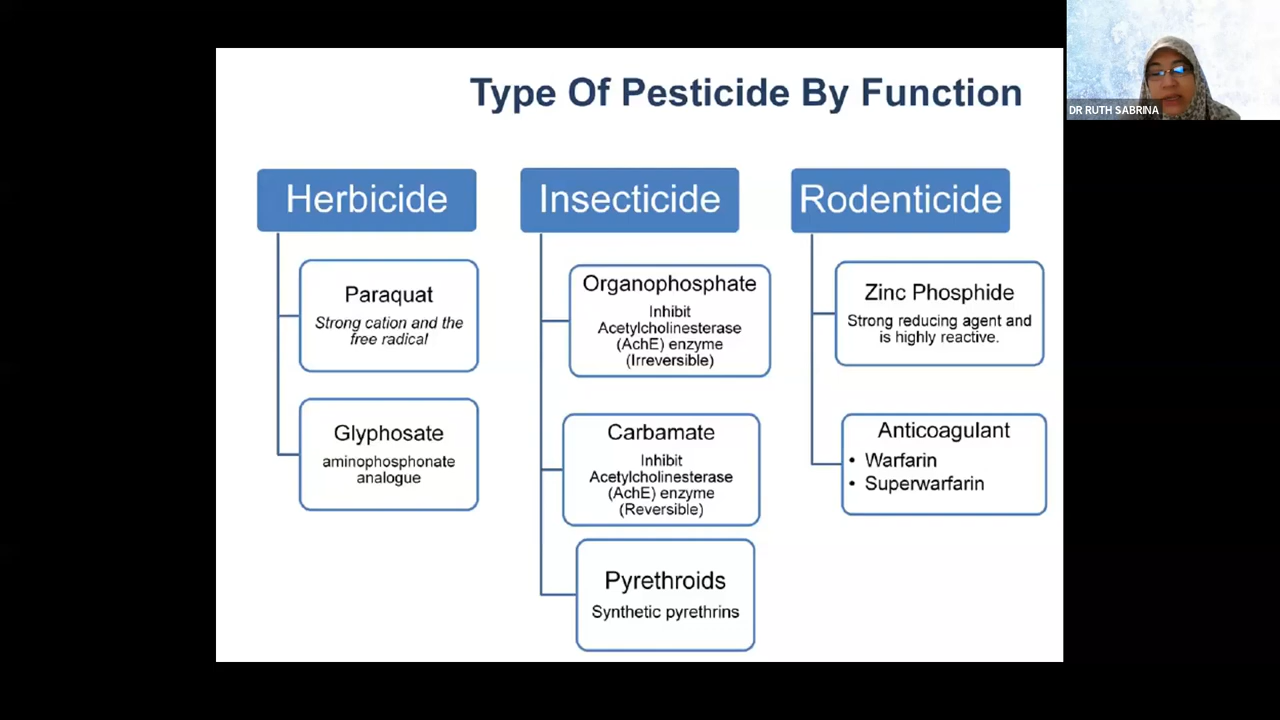 Type Of Pesticide By Function
DR RUTH SABRINA
Herbicide
Paraquat
Strong cation and the
free radical
Glyphosate
aminophosphonate
analogue
Insecticide
Organophosphate
Inhibit
Acetylcholinesterase
(AchE) enzyme
(Irreversible)
Carbamate
Inhibit
Acetylcholinesterase
(AchE) enzyme
(Reversible)
Pyrethroids
Synthetic pyrethrins
Rodenticide
Zinc Phosphide
Strong reducing agent and
is highly reactive.
Anticoagulant
• Warfarin
• Superwarfarin